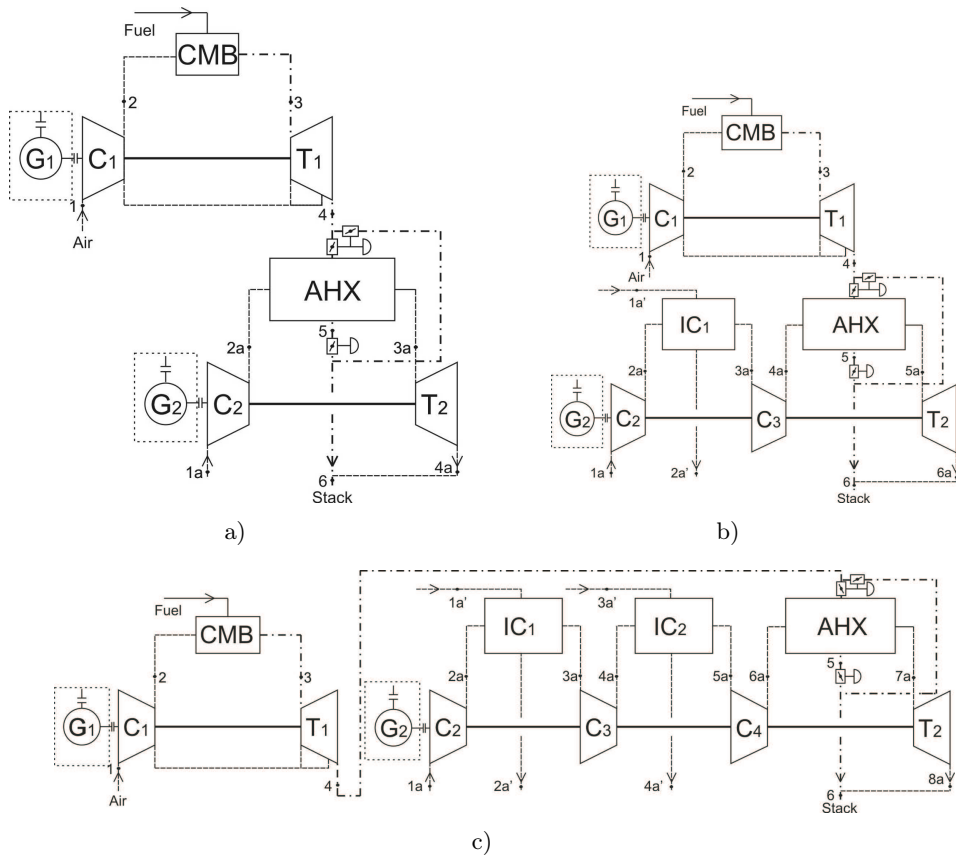 Fuel
CMB
2
3
G1
C1
T1
1
Air
4
AHX
5
2a
3a
G2
C2
T2
1a
4a
6
Stack
a)
Fuel
CMB
2
3
G1
C1
T1
1
Air
4
1a'
IC1
AHX
2a
3a
4a
5
5a
G2
C2
C3
T2
1a
2a'
6
6a
Stack
b)
Fuel
CMB
2
3
G1
C1
T1
1
Air
4
1a'
3a'
IC1
IC2
AHX
2a
3a
4a
5a
6a
5
7a
G2
C2
C3
C4
T2
1a
2a'
4a'
6
8a
Stack
c)